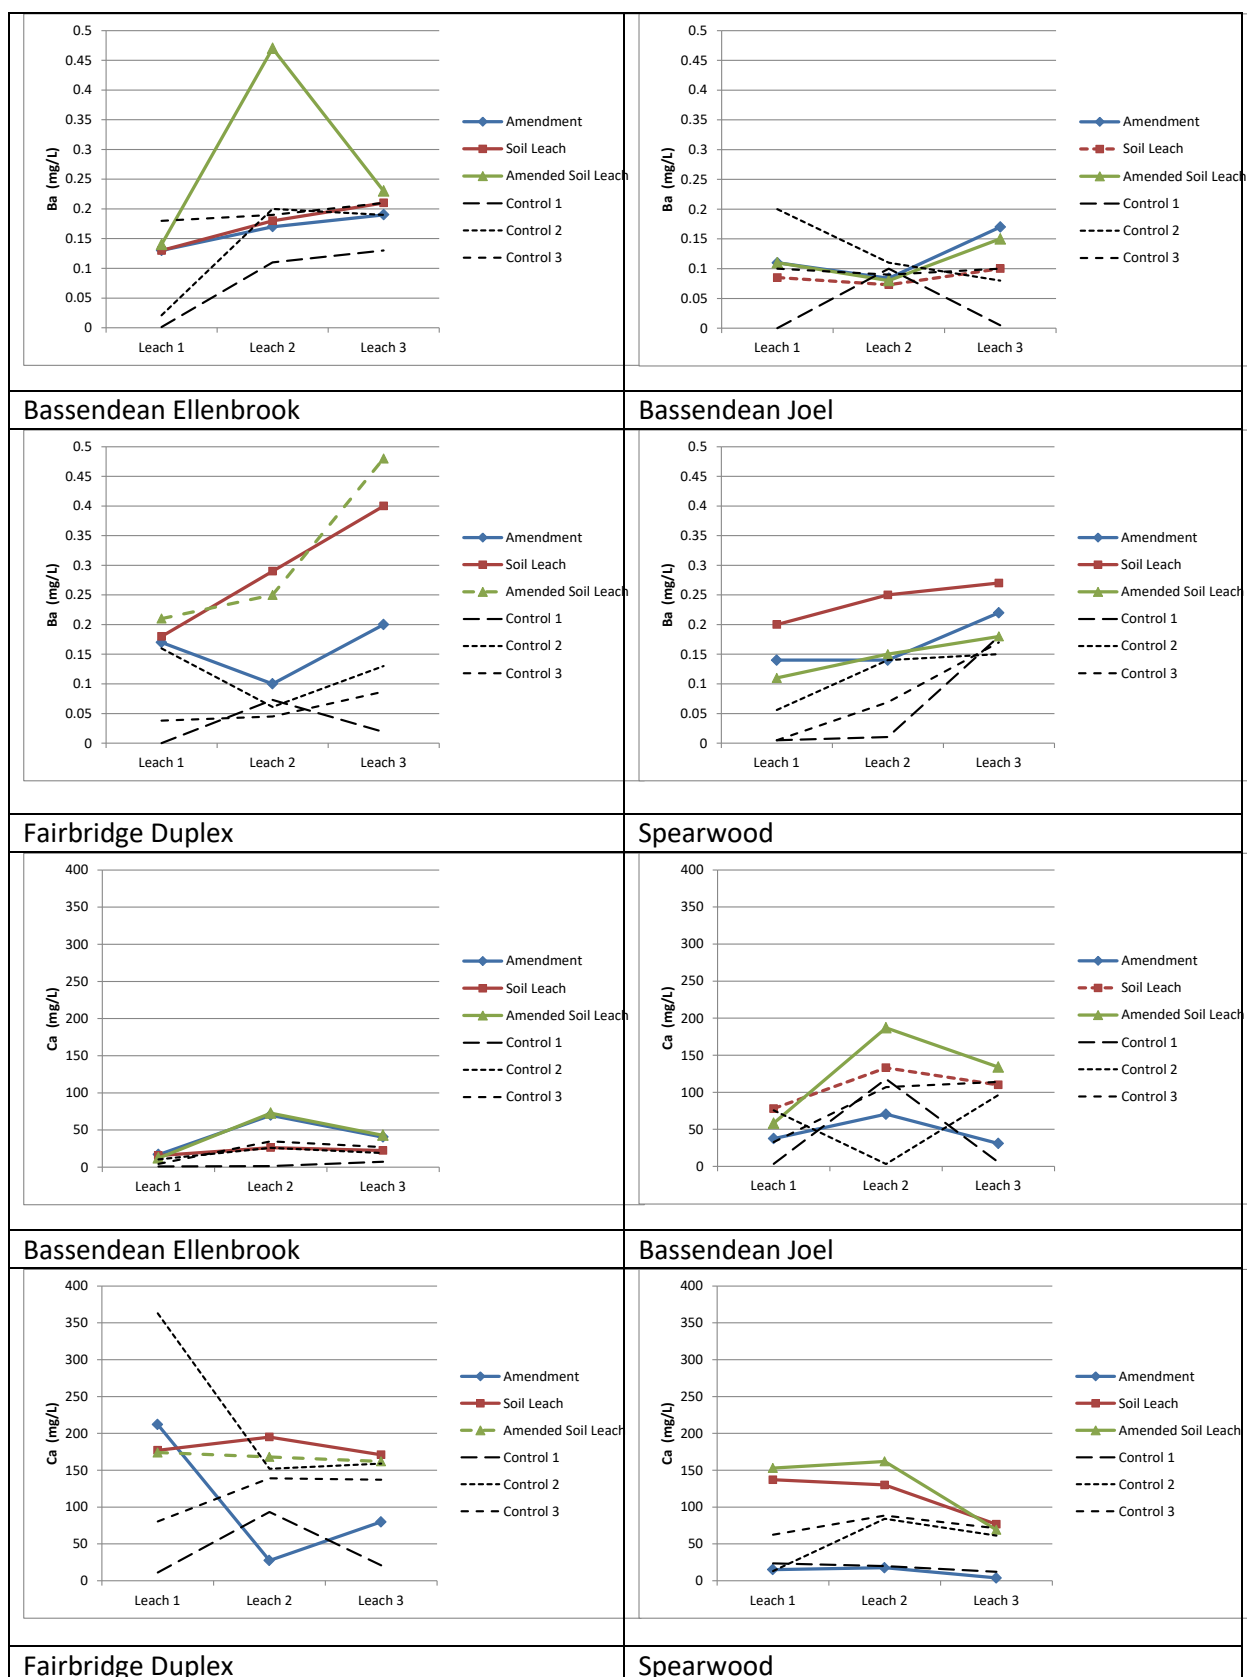 0.5
0.45
0.4
0.35
0.3
0.25
0.2
0.15
0.1
0.05
0
Ba (mg/L)
Leach 1 Leach 2 Leach 3
Amendment
Soil Leach
Amended Soil Leach
Control 1
Control 2
Control 3
0.5
0.45
0.4
0.35
0.3
0.25
0.2
0.15
0.1
0.05
0
Ba (mg/L)
Leach 1 Leach 2 Leach 3
Amendment
Soil Leach
Amended Soil Leach
Control 1
Control 2
Control 3
Bassendean Ellenbrook
Bassendean Joel
0.5
0.45
0.4
0.35
0.3
0.25
0.2
0.15
0.1
0.05
0
Ba (mg/L)
Leach 1 Leach 2 Leach 3
Amendment
Soil Leach
Amended Soil Leach
Control 1
Control 2
Control 3
0.5
0.45
0.4
0.35
0.3
0.25
0.2
0.15
0.1
0.05
0
Ba (mg/L)
Leach 1 Leach 2 Leach 3
Amendment
Soil Leach
Amended Soil Leach
Control 1
Control 2
Control 3
Fairbridge Duplex
Spearwood
400
350
300
250
200
150
100
50
0
Ca (mg/L)
Leach 1 Leach 2 Leach 3
Amendment
Soil Leach
Amended Soil Leach
Control 1
Control 2
Control 3
400
350
300
250
200
150
100
50
0
Ca (mg/L)
Leach 1 Leach 2 Leach 3
Amendment
Soil Leach
Amended Soil Leach
Control 1
Control 2
Control 3
Bassendean Ellenbrook
Bassendean Joel
400
350
300
250
200
150
100
50
0
Ca (mg/L)
Leach 1 Leach 2 Leach 3
Amendment
Soil Leach
Amended Soil Leach
Control 1
Control 2
Control 3
400
350
300
250
200
150
100
50
0
Ca (mg/L)
Leach 1 Leach 2 Leach 3
Amendment
Soil Leach
Amended Soil Leach
Control 1
Control 2
Control 3
Fairbridge Duplex
Spearwood